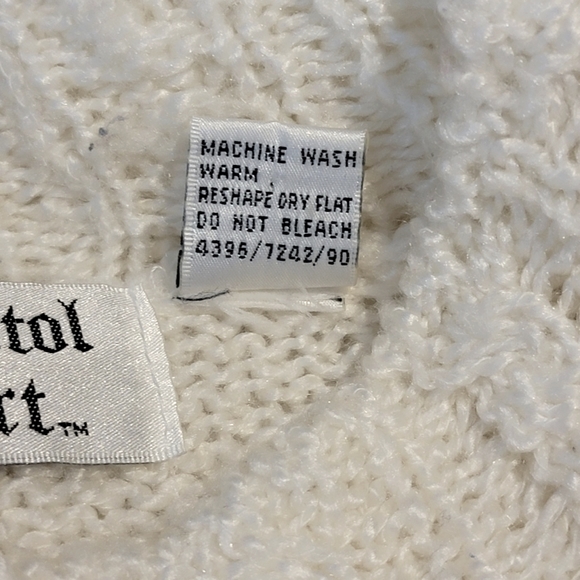 MACHINE WASH
WARM
RESHAPE DRY FLAT
DO NOT BLEACH
4396/7242/90
tol
rt™